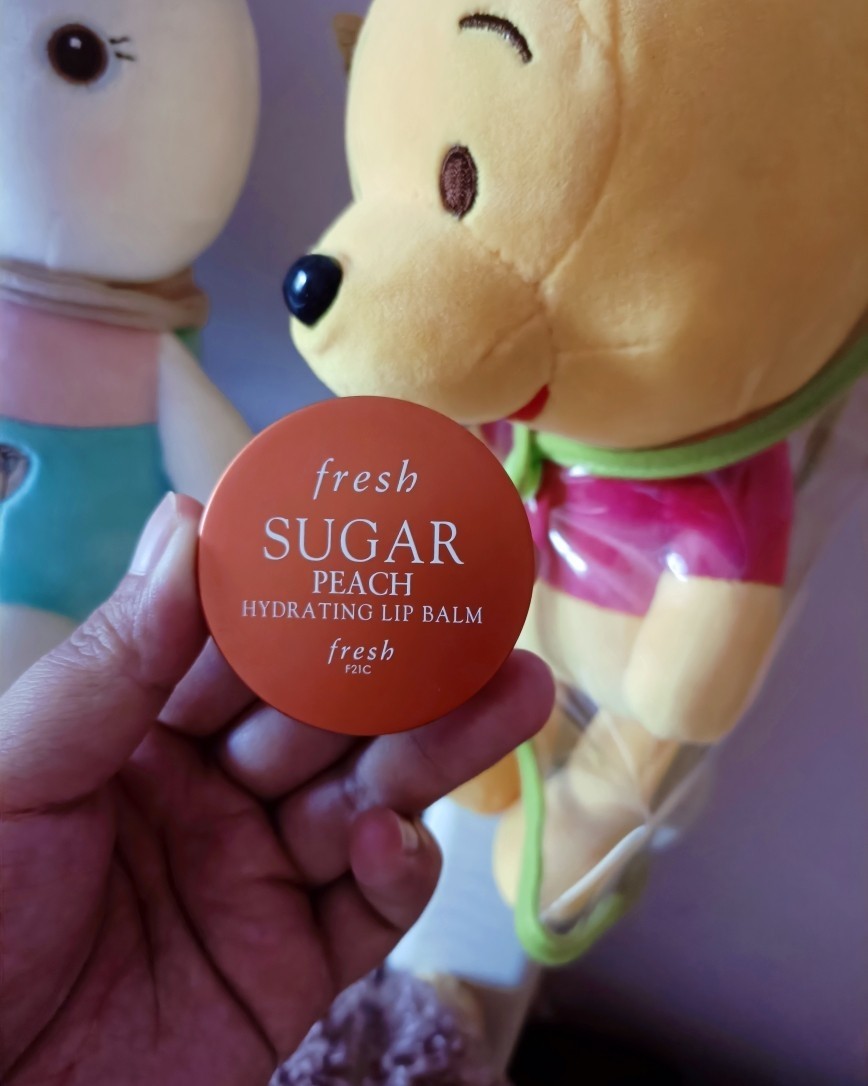 fresh
SUGAR
PEACH
HYDRATING LIP BALM
fresh
F21C